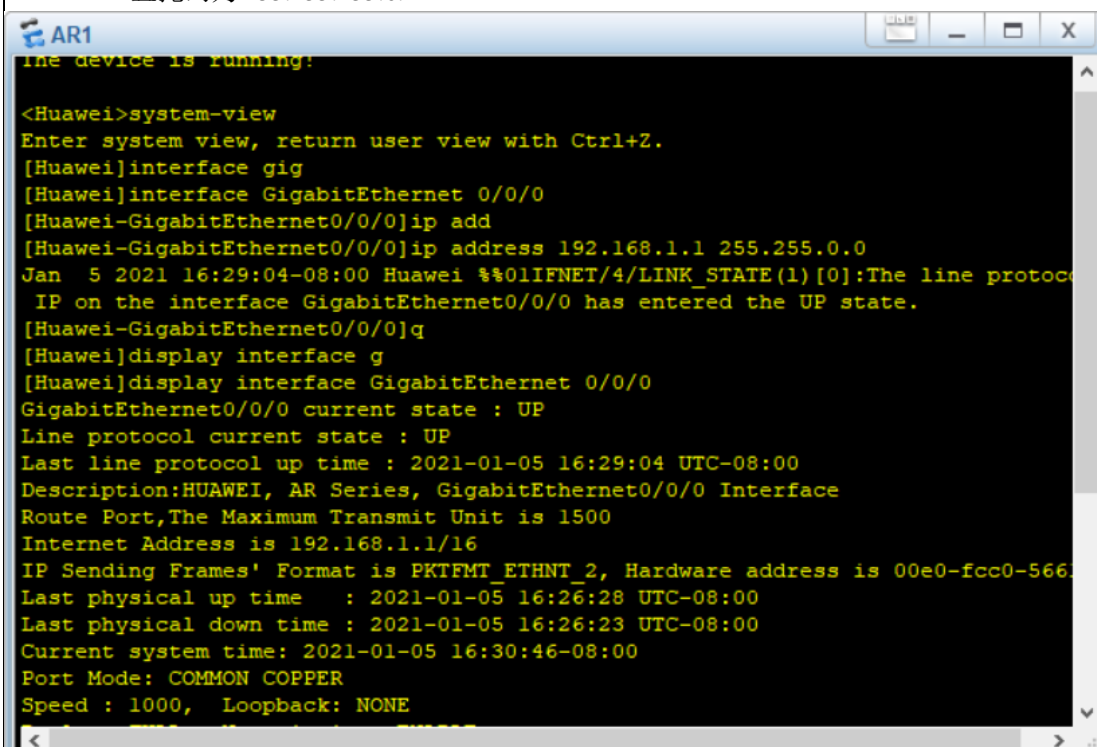 AR1
The device is running!
<Huawei>system-view
Enter system view, return user view with Ctrl+Z.
[Huawei]interface gig
[Huawei]interface GigabitEthernet 0/0/0
[Huawei-GigabitEthernet0/0/0]ip add
[Huawei-GigabitEthernet0/0/0]ip address 192.168.1.1 255.255.0.0
Jan  5 2021 16:29:04-08:00 Huawei %%01IFNET/4/LINK_STATE(l)[0]:The line protoco
 IP on the interface GigabitEthernet0/0/0 has entered the UP state.
[Huawei-GigabitEthernet0/0/0]q
[Huawei]display interface g
[Huawei]display interface GigabitEthernet 0/0/0
GigabitEthernet0/0/0 current state : UP
Line protocol current state : UP
Last line protocol up time : 2021-01-05 16:29:04 UTC-08:00
Description:HUAWEI, AR Series, GigabitEthernet0/0/0 Interface
Route Port,The Maximum Transmit Unit is 1500
Internet Address is 192.168.1.1/16
IP Sending Frames' Format is PKTFMT_ETHNT_2, Hardware address is 00e0-fcc0-566
Last physical up time   : 2021-01-05 16:26:28 UTC-08:00
Last physical down time : 2021-01-05 16:26:23 UTC-08:00
Current system time: 2021-01-05 16:30:46-08:00
Port Mode: COMMON COPPER
Speed : 1000,  Loopback: NONE